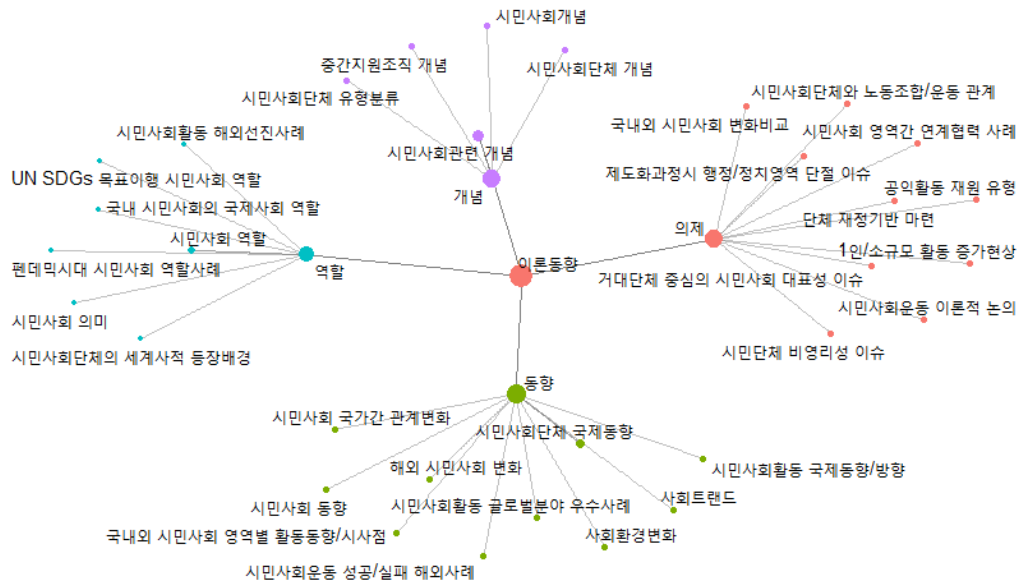 시민사회개념
중간지원조직 개념
시민사회단체 개념
시민사회단체 유형분류
시민사회관련 개념
개념
시민사회활동 해외선진사례
UN SDGs 목표이행 시민사회 역할
국내 시민사회의 국제사회 역할
시민사회 역할
펜데믹시대 시민사회 역할사례
역할
시민사회 의미
시민사회단체의 세계사적 등장배경
이론동향
시민사회단체와 노동조합/운동 관계
국내외 시민사회 변화비교
시민사회 영역간 연계협력 사례
제도화과정시 행정/정치영역 단절 이슈
공익활동 재원 유형
의제
단체 재정기반 마련
1인/소규모 활동 증가현상
거대단체 중심의 시민사회 대표성 이슈
시민사회운동 이론적 논의
시민단체 비영리성 이슈
동향
시민사회 국가간 관계변화
시민사회단체 국제동향
해외 시민사회 변화
시민사회활동 국제동향/방향
시민사회 동향
시민사회활동 글로벌분야 우수사례
사회트랜드
국내외 시민사회 영역별 활동동향/시사점
사회환경변화
시민사회운동 성공/실패 해외사례